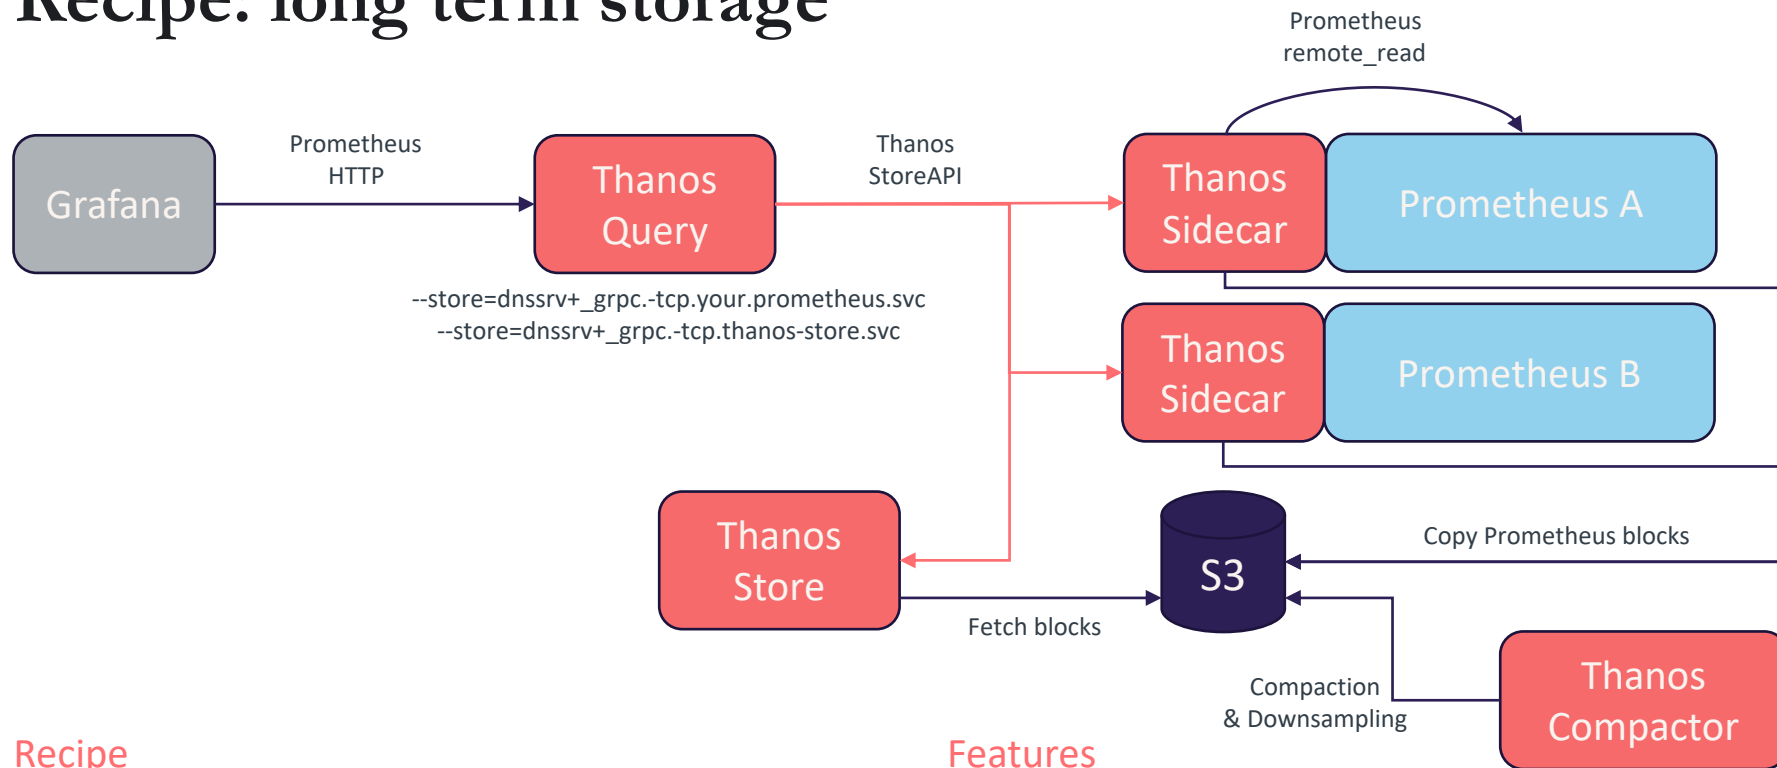 Recipe: long term storage
Prometheus
remote_read
Grafana
Prometheus
HTTP
Thanos
Query
Thanos
StoreAPI
Thanos
Sidecar
Prometheus A
--store=dnssrv+_grpc.-tcp.your.prometheus.svc
--store=dnssrv+_grpc.-tcp.thanos-store.svc
Thanos
Sidecar
Prometheus B
Thanos
Store
Fetch blocks
S3
Copy Prometheus blocks
Compaction
& Downsampling
Thanos
Compactor
Recipe
Features